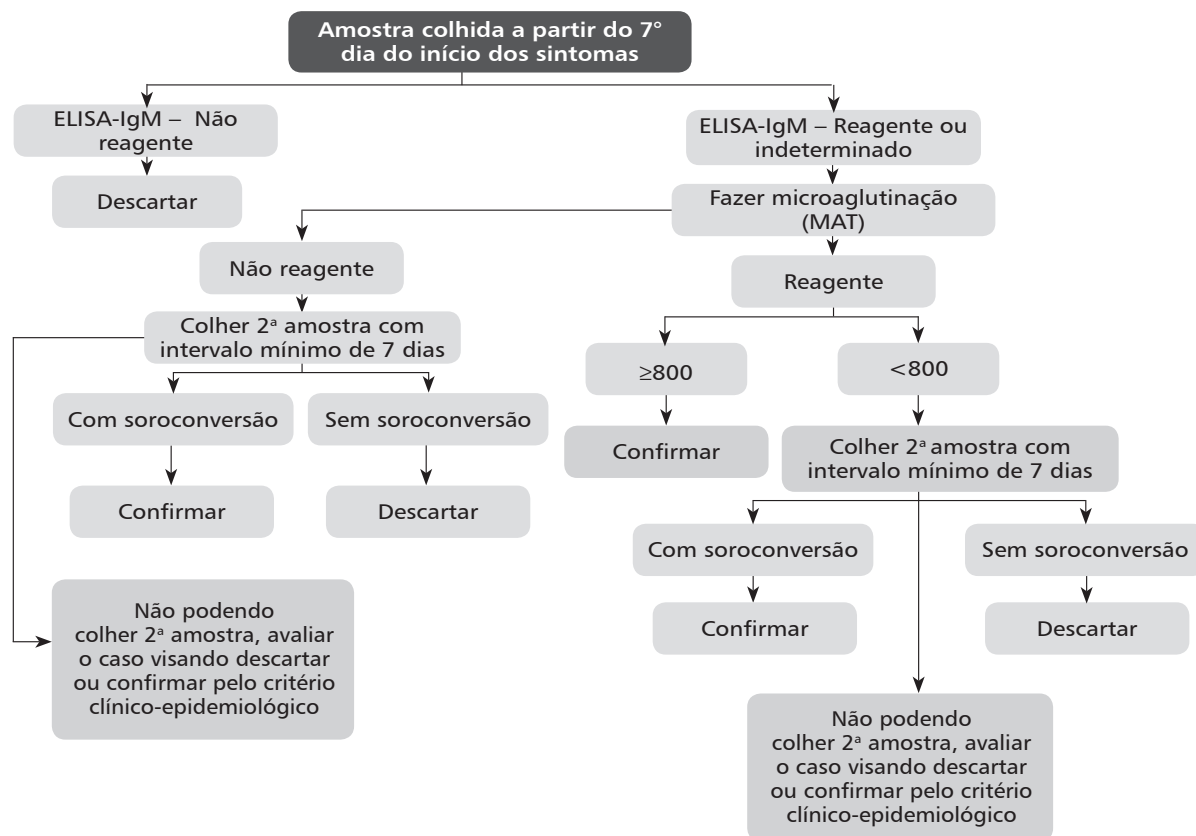 Amostra colhida a partir do 7°
dia do início dos sintomas
ELISA-IgM – Não
reagente
Descartar
ELISA-IgM – Reagente ou
indeterminado
Fazer microaglutinação
(MAT)
Não reagente
Colher 2ª amostra com
intervalo mínimo de 7 dias
Com soroconversão
Sem soroconversão
Confirmar
Descartar
Não podendo
colher 2ª amostra, avaliar
o caso visando descartar
ou confirmar pelo critério
clínico-epidemiológico
Reagente
≥800
<800
Confirmar
Colher 2ª amostra com
intervalo mínimo de 7 dias
Com soroconversão
Sem soroconversão
Confirmar
Descartar
Não podendo
colher 2ª amostra, avaliar
o caso visando descartar
ou confirmar pelo critério
clínico-epidemiológico